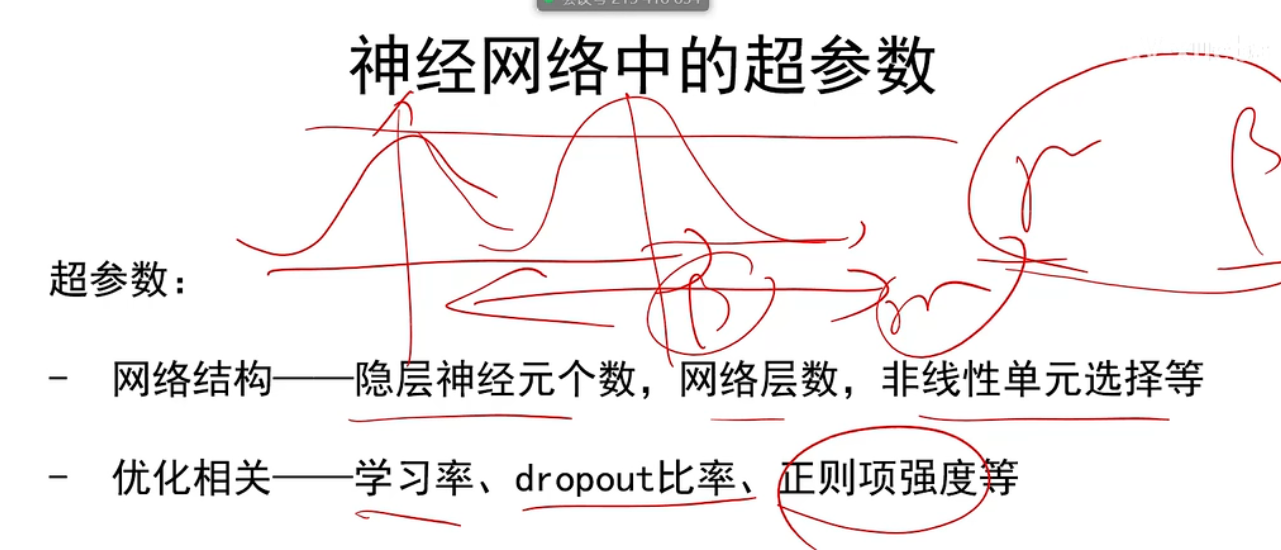 神经网络中的超参数
γ β
超参数：
β γ
- 网络结构——隐层神经元个数，网络层数，非线性单元选择等
- 优化相关——学习率、dropout比率、正则项强度等